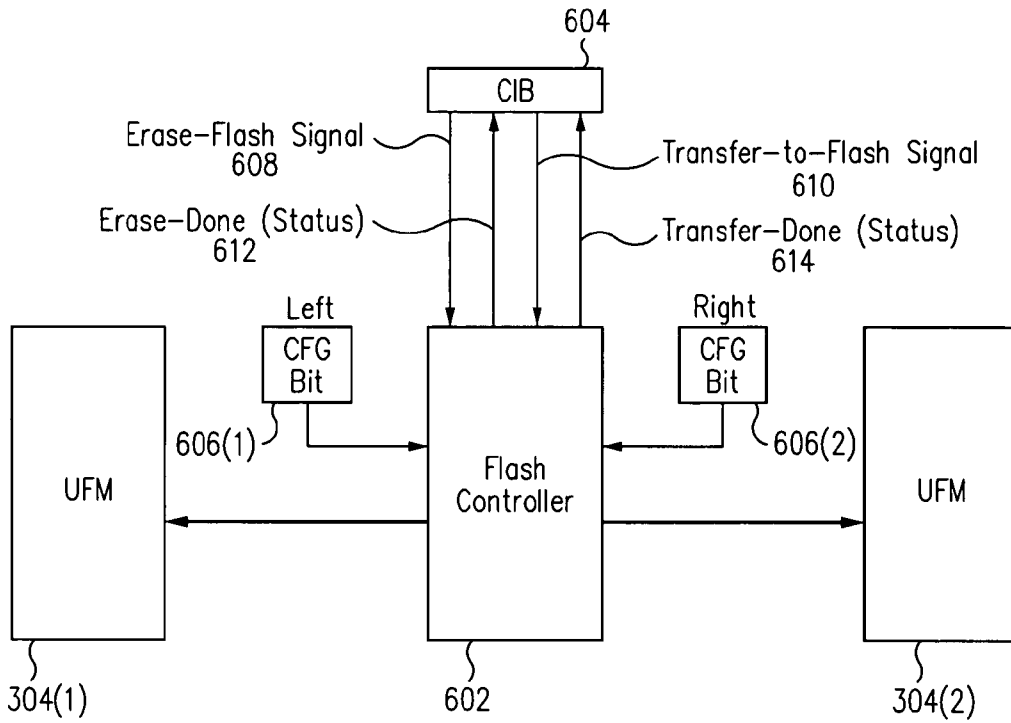 604
CIB
Erase-Flash Signal
608
Transfer-to-Flash Signal
610
Erase-Done (Status)
612
Transfer-Done (Status)
614
Left
CFG
Bit
606(1)
Right
CFG
Bit
606(2)
UFM
Flash
Controller
UFM
304(1)
602
304(2)